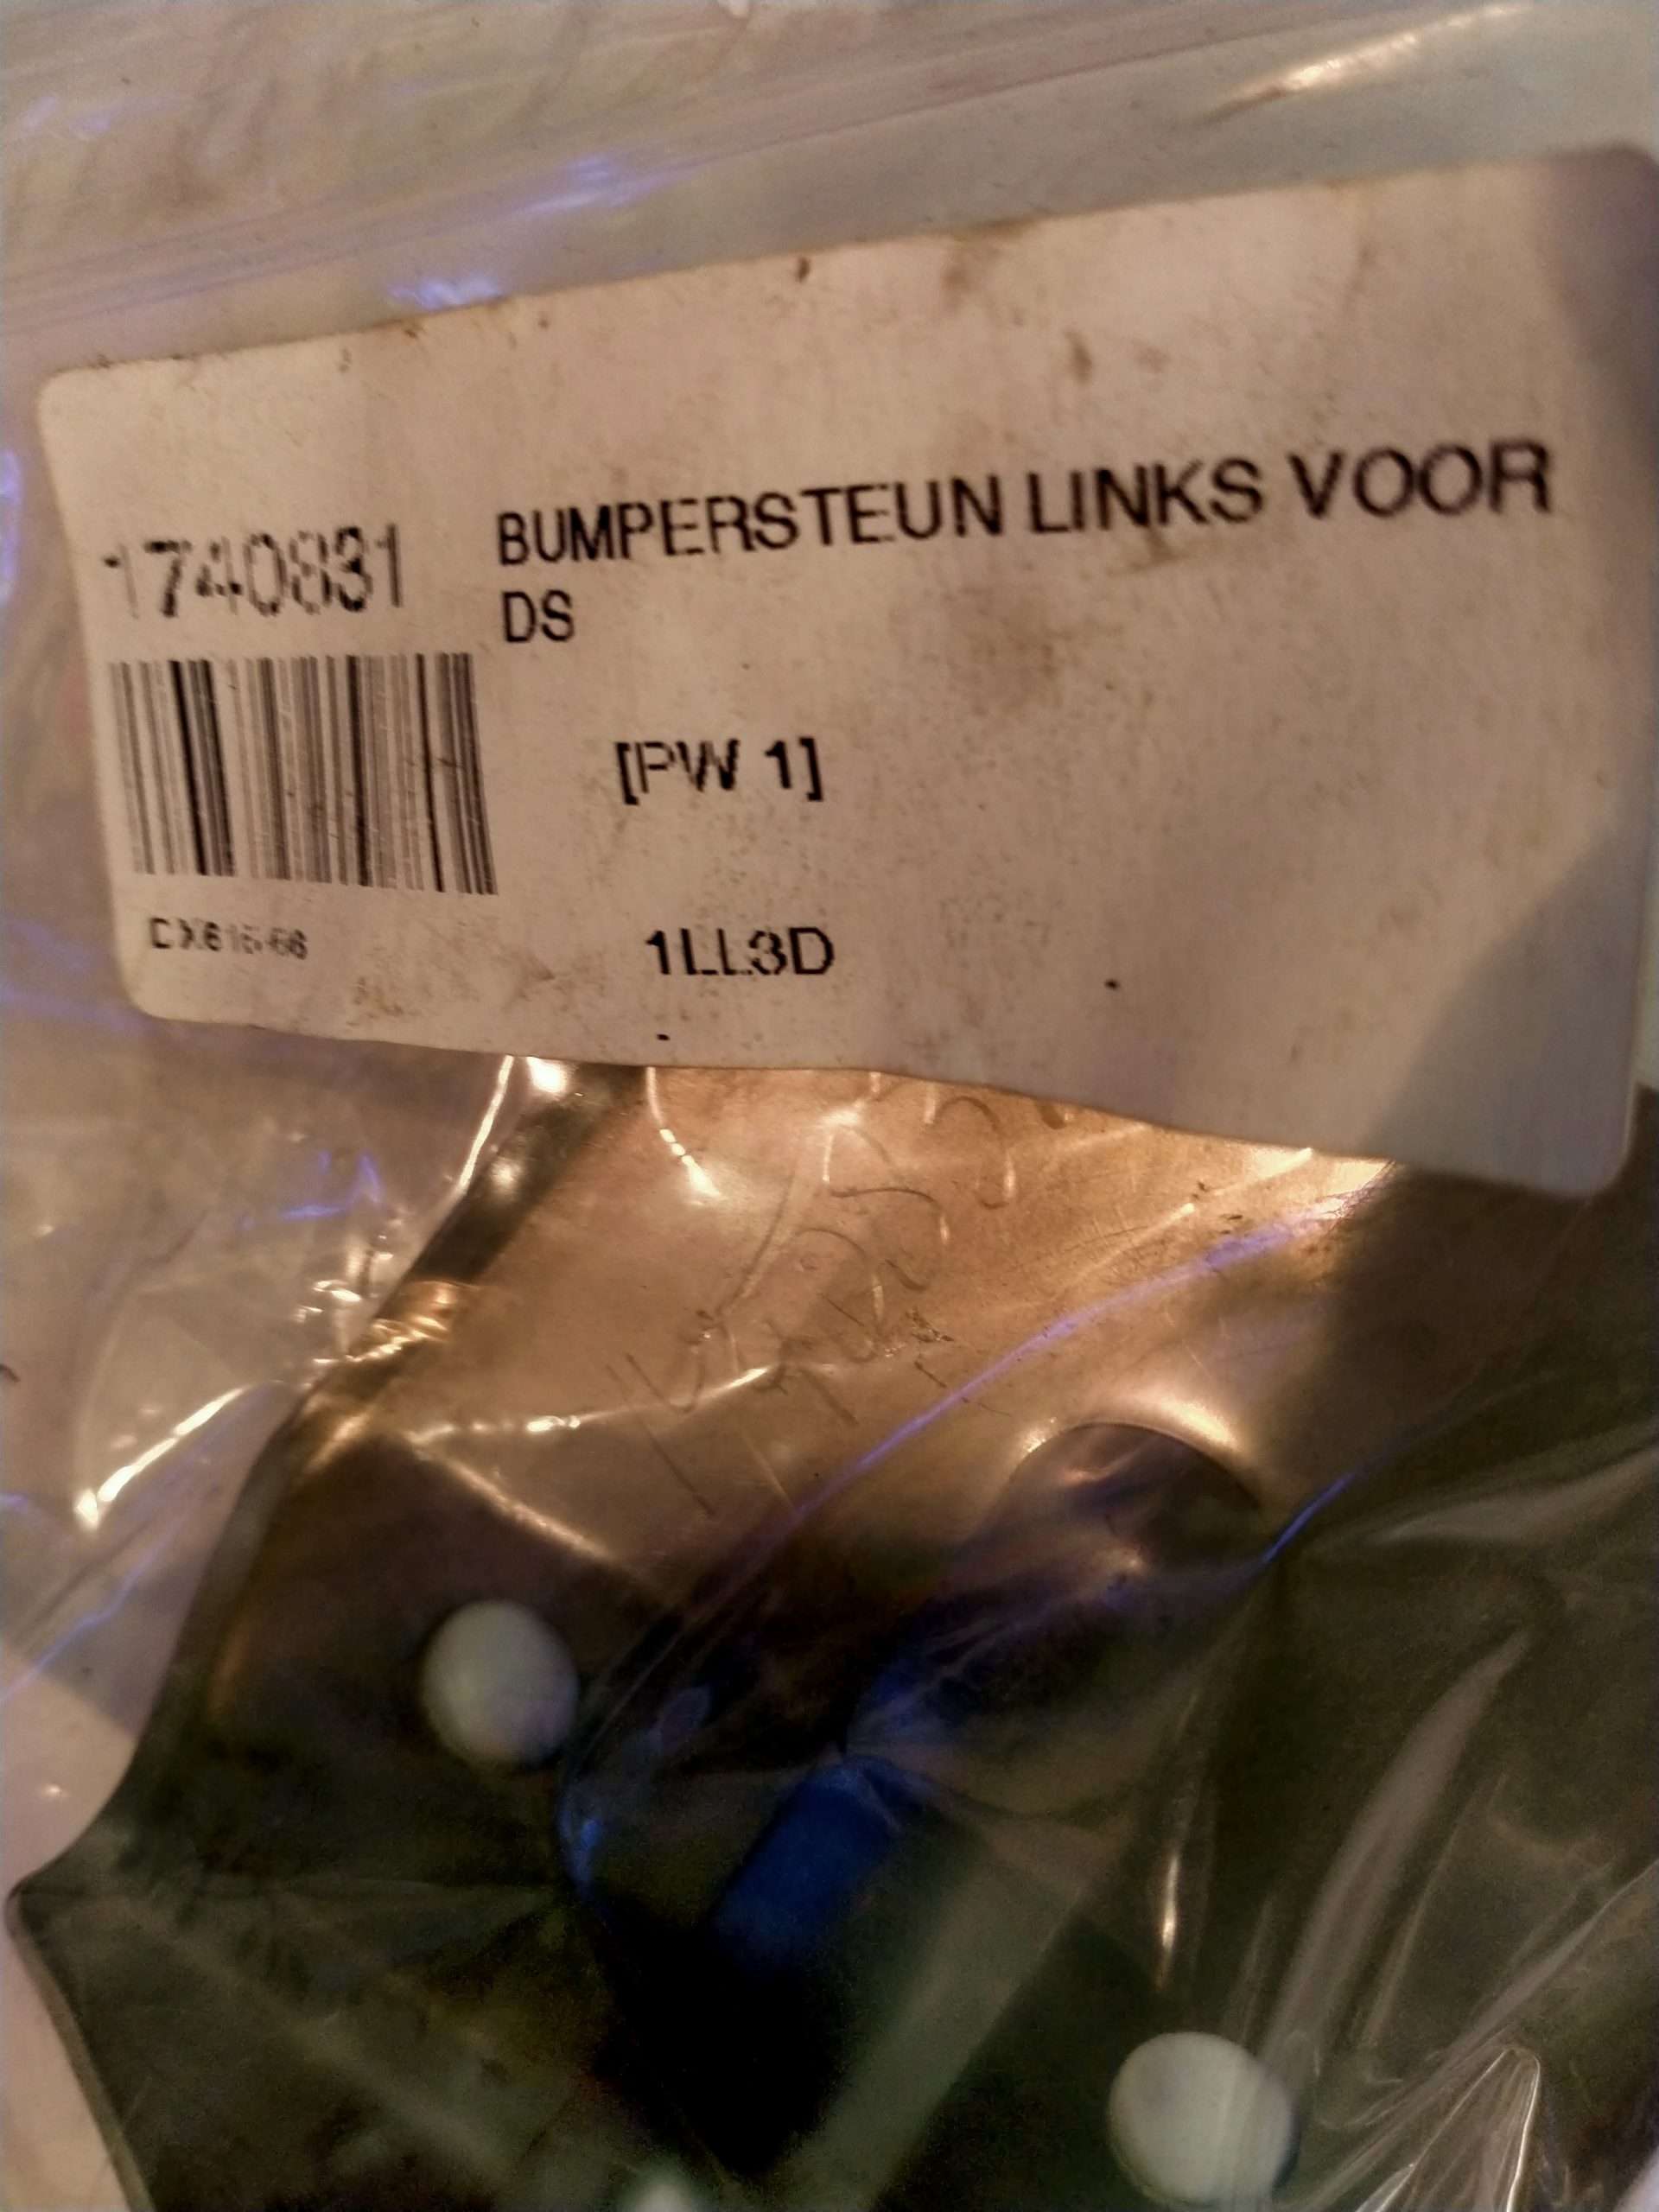 1740831 BUMPERSTEUN LINKS VOOR
DS
[PW 1]
1LL3D